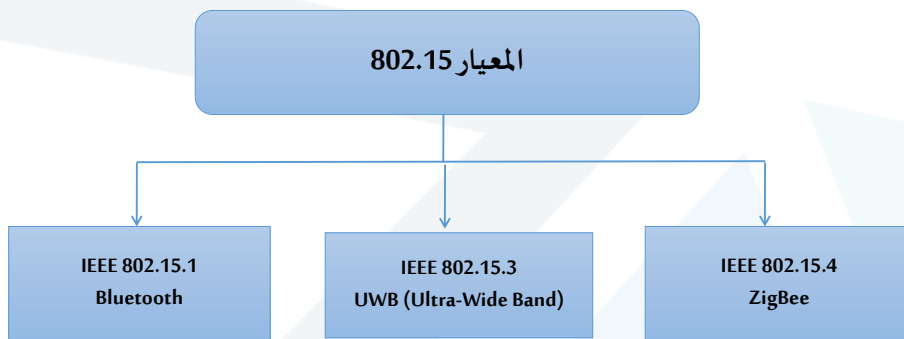 المعيار 802.15
IEEE 802.15.1
Bluetooth
IEEE 802.15.3
UWB (Ultra-Wide Band)
IEEE 802.15.4
ZigBee